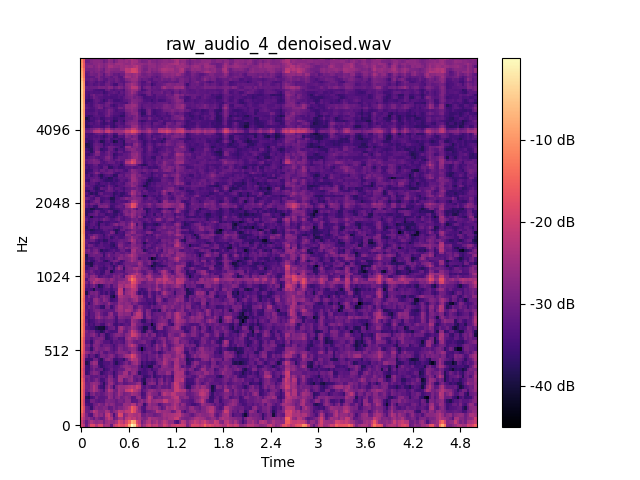 raw_audio_4_denoised.wav
Hz
4096
2048
1024
512
0
0 0.6 1.2 1.8 2.4 3 3.6 4.2 4.8
Time
-10 dB
-20 dB
-30 dB
-40 dB